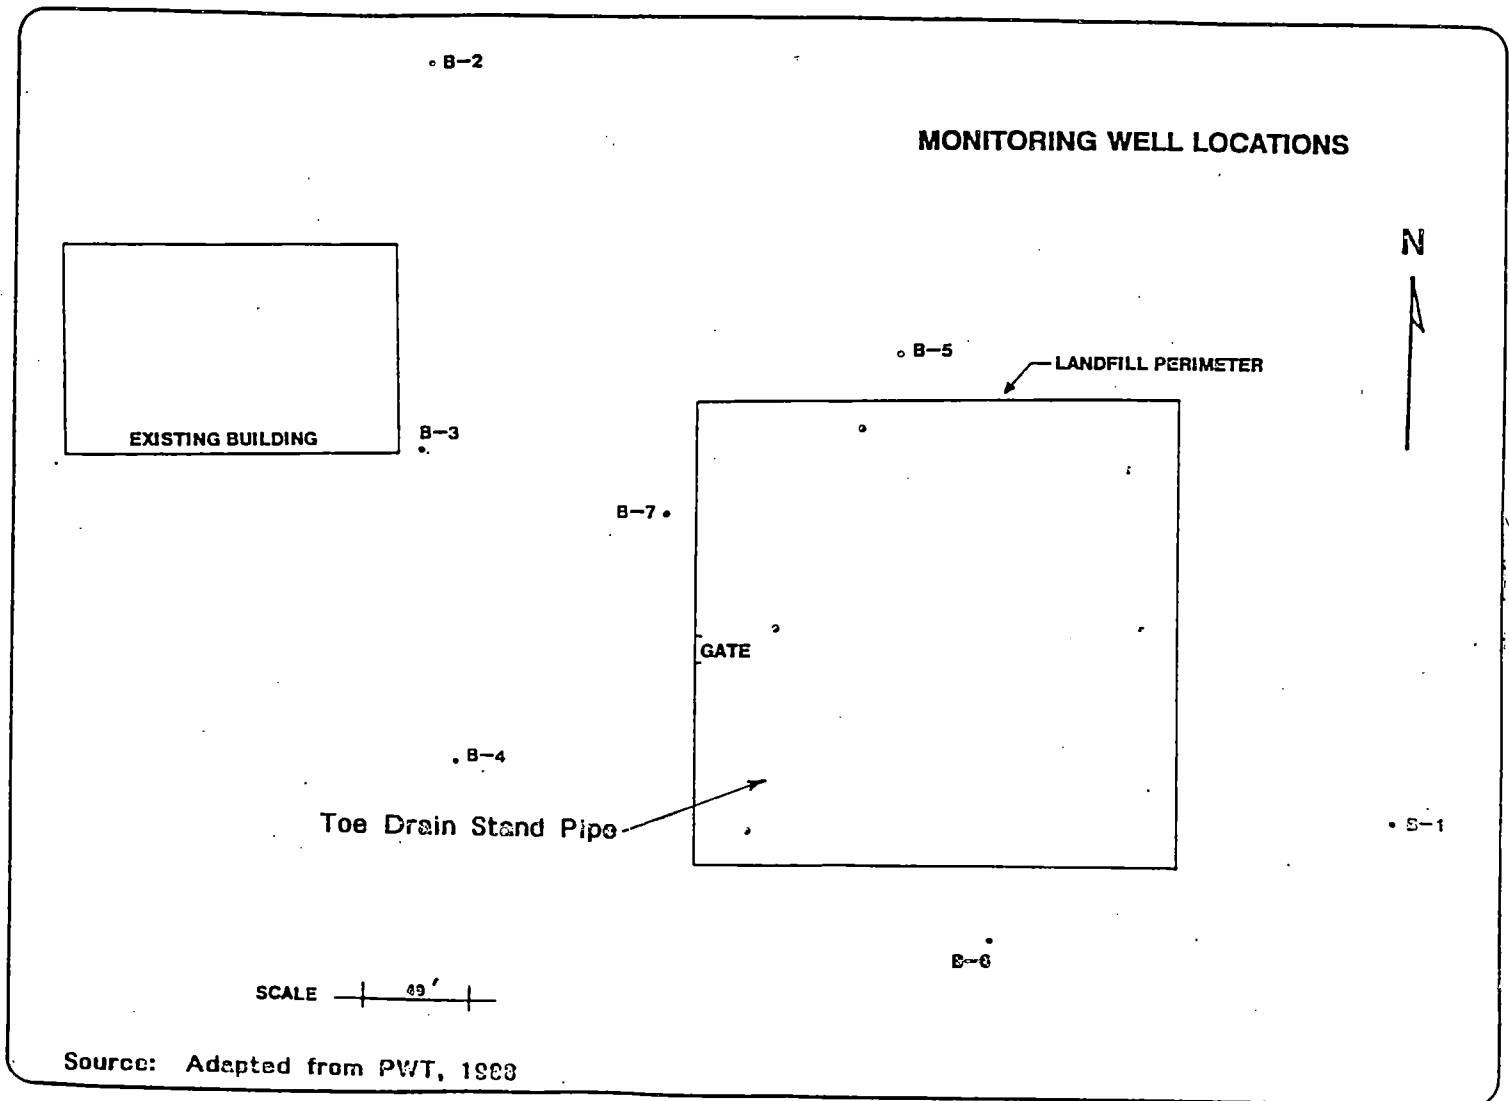 B-2
MONITORING WELL LOCATIONS
N
B-5
LANDFILL PERIMETER
EXISTING BUILDING
B-3
B-7
GATE
B-4
Toe Drain Stand Pipe
B-1
SCALE
Source: Adapted from PWT,